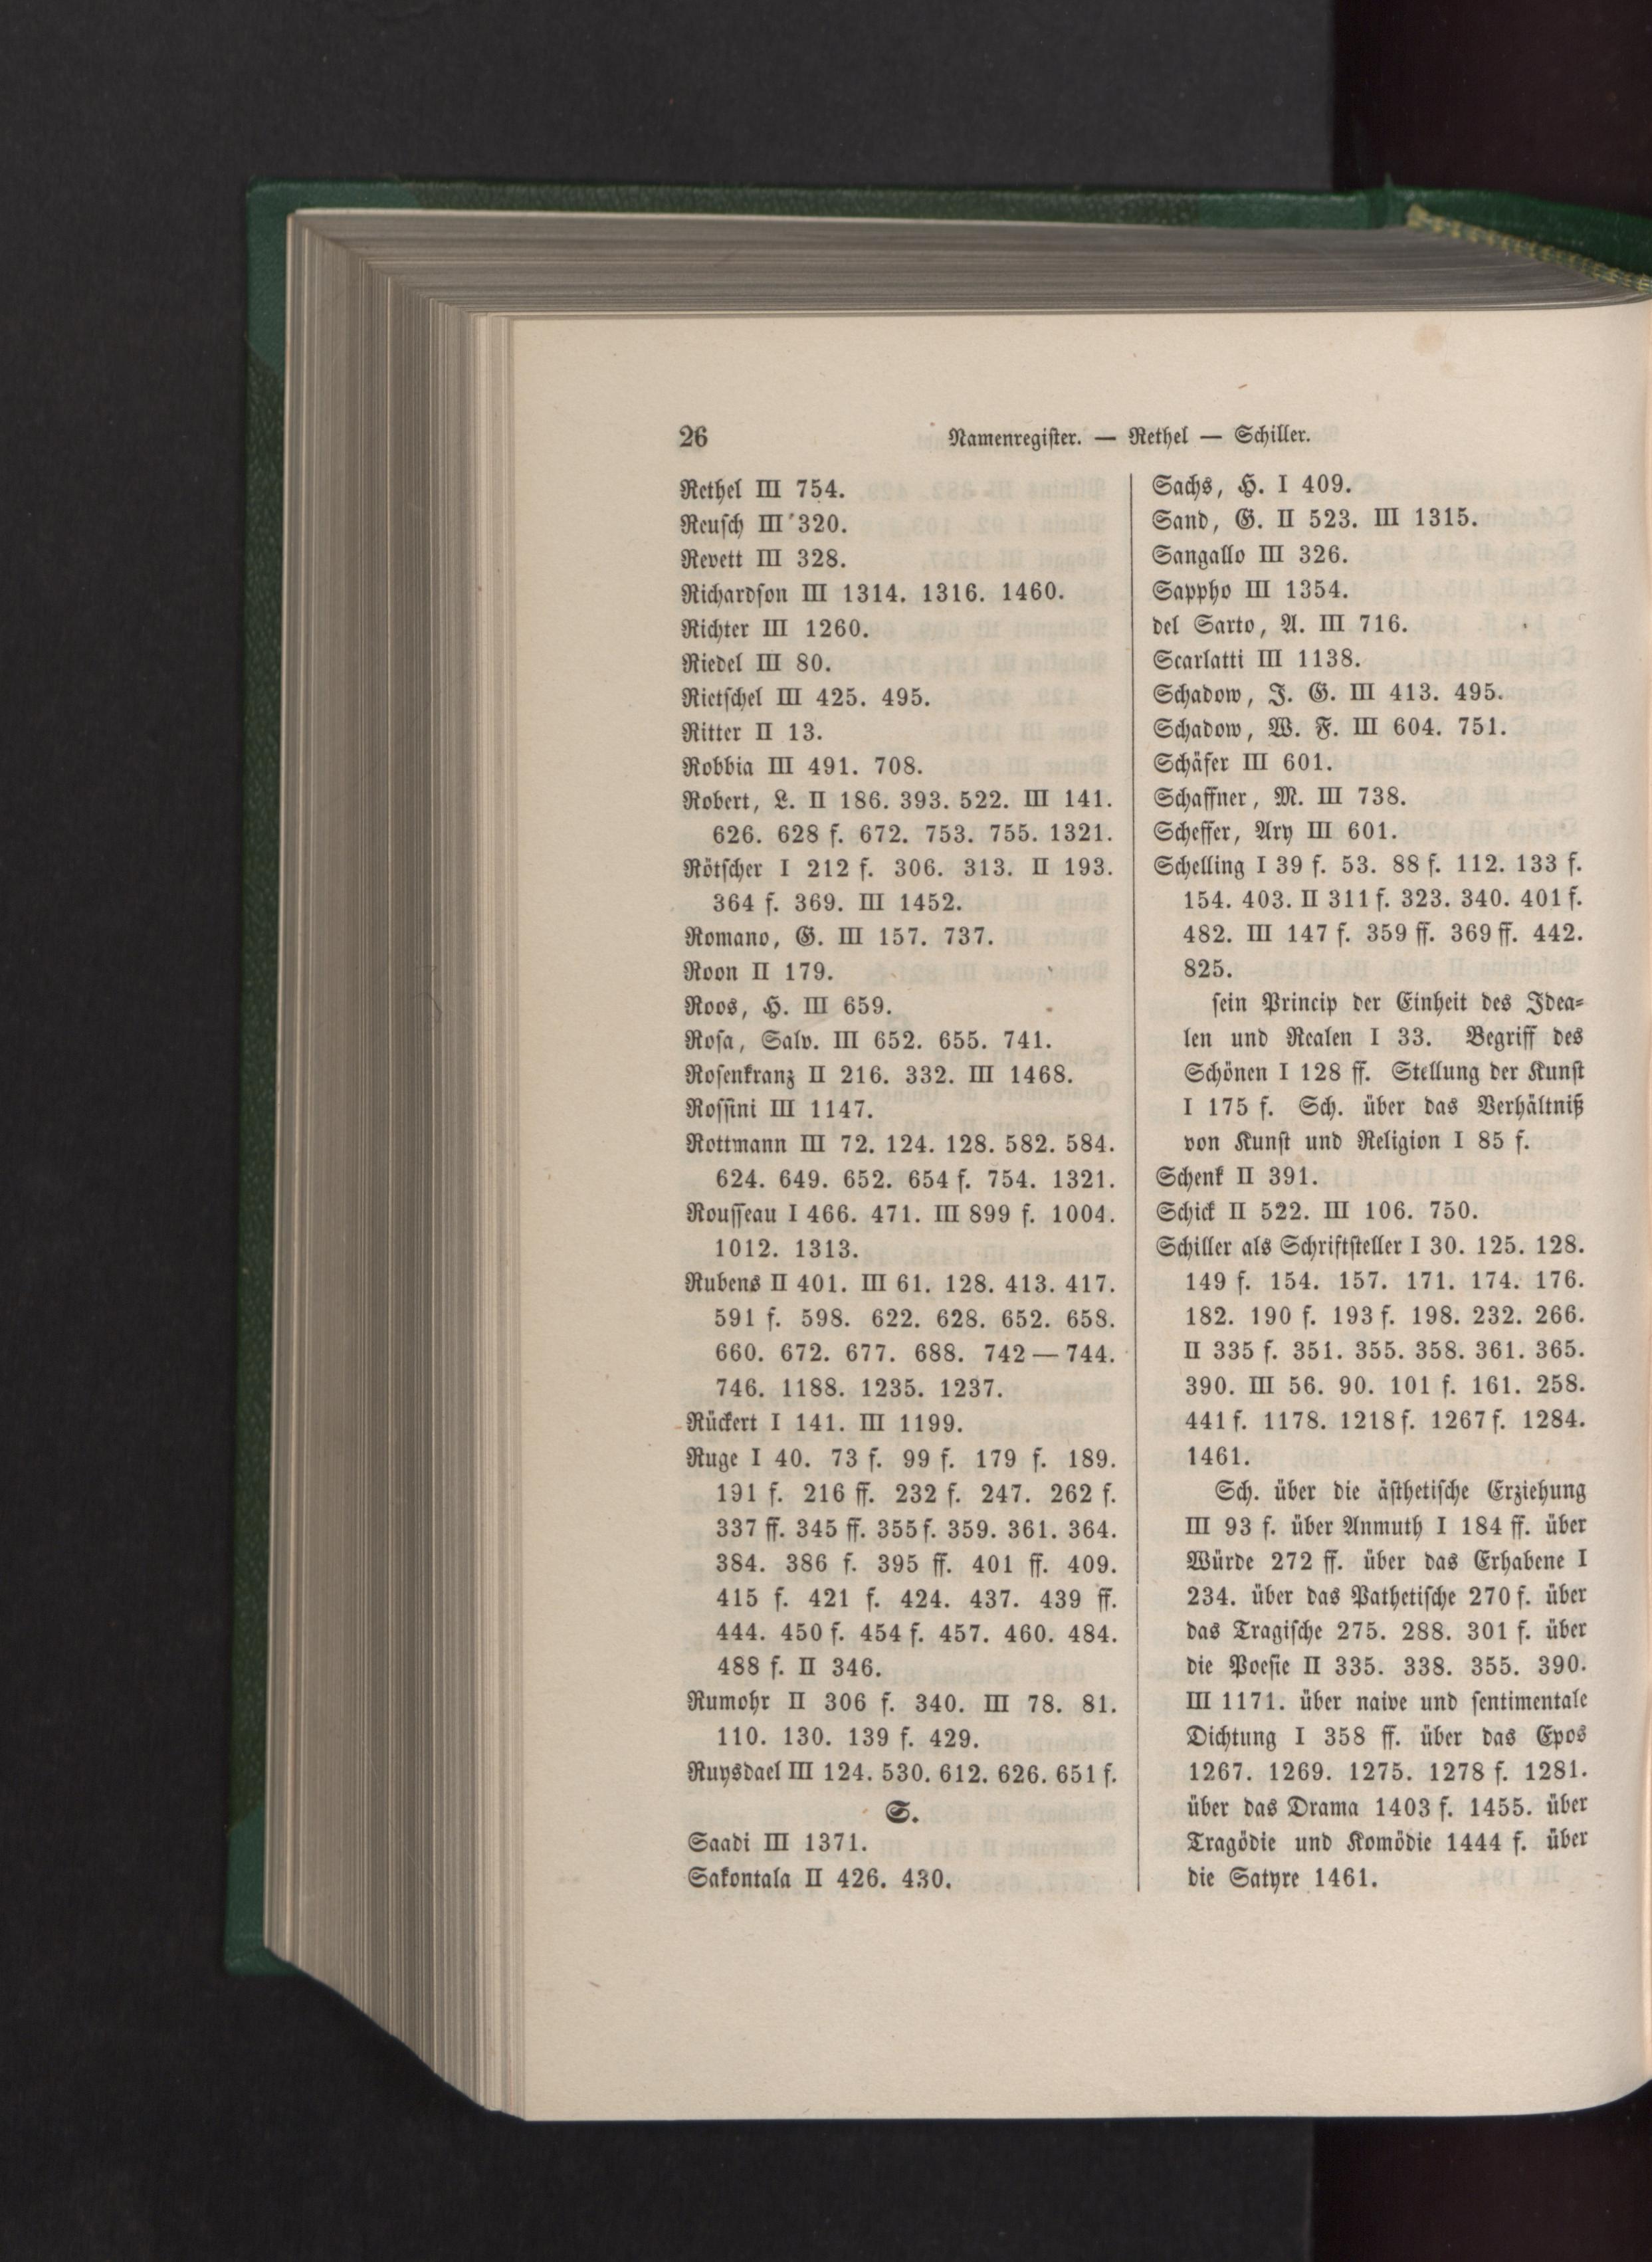 26
Namenregister. — Rethel — Schiller.
Rethel III 754.
Reusch III 320.
Revett III 328.
Richardson III 1314. 1316. 1460.
Richter III 1260.
Riedel III 80.
Rietschel III 425. 495.
Ritter II 13.
Robbia III 491. 708.
Robert, L. II 186. 393. 522. III 141.
626. 628 f. 672. 753. 755. 1321.
Rötscher I 212 f. 306. 313. II 193.
364 f. 369. III 1452.
Romano, G. III 157. 737.
Roon II 179.
Roos, H. III 659.
Rosa, Salv. III 652. 655. 741.
Rosenkranz II 216. 332. III 1468.
Rossini III 1147.
Rottmann III 72. 124. 128. 582. 584.
624. 649. 652. 654 f. 754. 1321.
Rousseau I 466. 471. III 899 f. 1004.
1012. 1313.
Rubens II 401. III 61. 128. 413. 417.
591 f. 598. 622. 628. 652. 658.
660. 672. 677. 688. 742 — 744.
746. 1188. 1235. 1237.
Rückert I 141. III 1199.
Ruge I 40. 73 f. 99 f. 179 f. 189.
191 f. 216 ff. 232 f. 247. 262 f.
337 ff. 345 ff. 355 f. 359. 361. 364.
384. 386 f. 395 ff. 401 ff. 409.
415 f. 421 f. 424. 437. 439 ff.
444. 450 f. 454 f. 457. 460. 484.
488 f. II 346.
Rumohr II 306 f. 340. III 78. 81.
110. 130. 139 f. 429.
Ruysdael III 124. 530. 612. 626. 651 f.
S.
Saadi III 1371.
Sakontala II 426. 430.
Sachs, H. I 409.
Sand, G. II 523. III 1315.
Sangallo III 326.
Sappho III 1354.
del Sarto, A. III 716.
Scarlatti III 1138.
Schadow, J. G. III 413. 495.
Schadow, W. F. III 604. 751.
Schäfer III 601.
Schaffner, M. III 738.
Scheffer, Ary III 601.
Schelling I 39 f. 53. 88 f. 112. 133 f.
154. 403. II 311 f. 323. 340. 401 f.
482. III 147 f. 359 ff. 369 ff. 442.
825.
sein Princip der Einheit des Idea-
len und Realen I 33. Begriff des
Schönen I 128 ff. Stellung der Kunst
I 175 f. Sch. über das Verhältniß
von Kunst und Religion I 85 f.
Schenk II 391.
Schick II 522. III 106. 750.
Schiller als Schriftsteller I 30. 125. 128.
149 f. 154. 157. 171. 174. 176.
182. 190 f. 193 f. 198. 232. 266.
II 335 f. 351. 355. 358. 361. 365.
390. III 56. 90. 101 f. 161. 258.
441 f. 1178. 1218 f. 1267 f. 1284.
1461.
Sch. über die ästhetische Erziehung
III 93 f. über Anmuth I 184 ff. über
Würde 272 ff. über das Erhabene I
234. über das Pathetische 270 f. über
das Tragische 275. 288. 301 f. über
die Poesie II 335. 338. 355. 390.
III 1171. über naive und sentimentale
Dichtung I 358 ff. über das Epos
1267. 1269. 1275. 1278 f. 1281.
über das Drama 1403 f. 1455. über
Tragödie und Komödie 1444 f. über
die Satyre 1461.